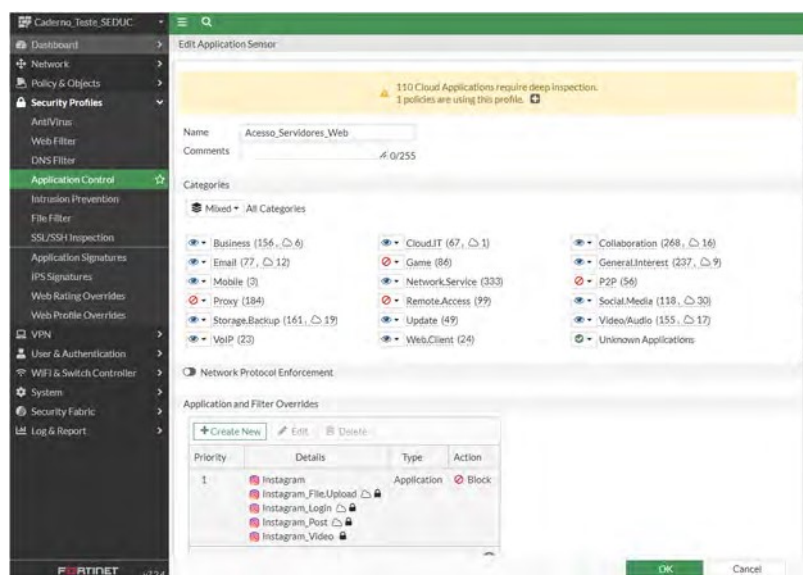 Caderno_Teste_SEDUC
Dashboard
Network
Policy & Objects
Security Profiles
AntiVirus
Web Filter
DNS Filter
Application Control
Intrusion Prevention
File Filter
SSL/SSH Inspection
Application Signatures
IPS Signatures
Web Rating Overrides
Web Profile Overrides
VPN
User & Authentication
WiFi & Switch Controller
System
Security Fabric
Log & Report
FORTINET v7.2.4
Edit Application Sensor
110 Cloud Applications require deep inspection.
1 policies are using this profile.
Name Acesso_Servidores_Web
Comments 0/255
Categories
Mixed All Categories
Business (156, 6) Cloud.IT (67, 1) Collaboration (268, 16)
Email (77, 12) Game (86) General.Interest (237, 9)
Mobile (3) Network.Service (333) P2P (56)
Proxy (184) Remote.Access (99) Social.Media (118, 30)
Storage.Backup (161, 19) Update (49) Video/Audio (155, 17)
VoIP (23) Web.Client (24) Unknown Applications
Network Protocol Enforcement
Application and Filter Overrides
Create New Edit Delete
Priority Details Type Action
1 Instagram Application Block
Instagram_File.Upload
Instagram_Login
Instagram_Post
Instagram_Video
OK Cancel